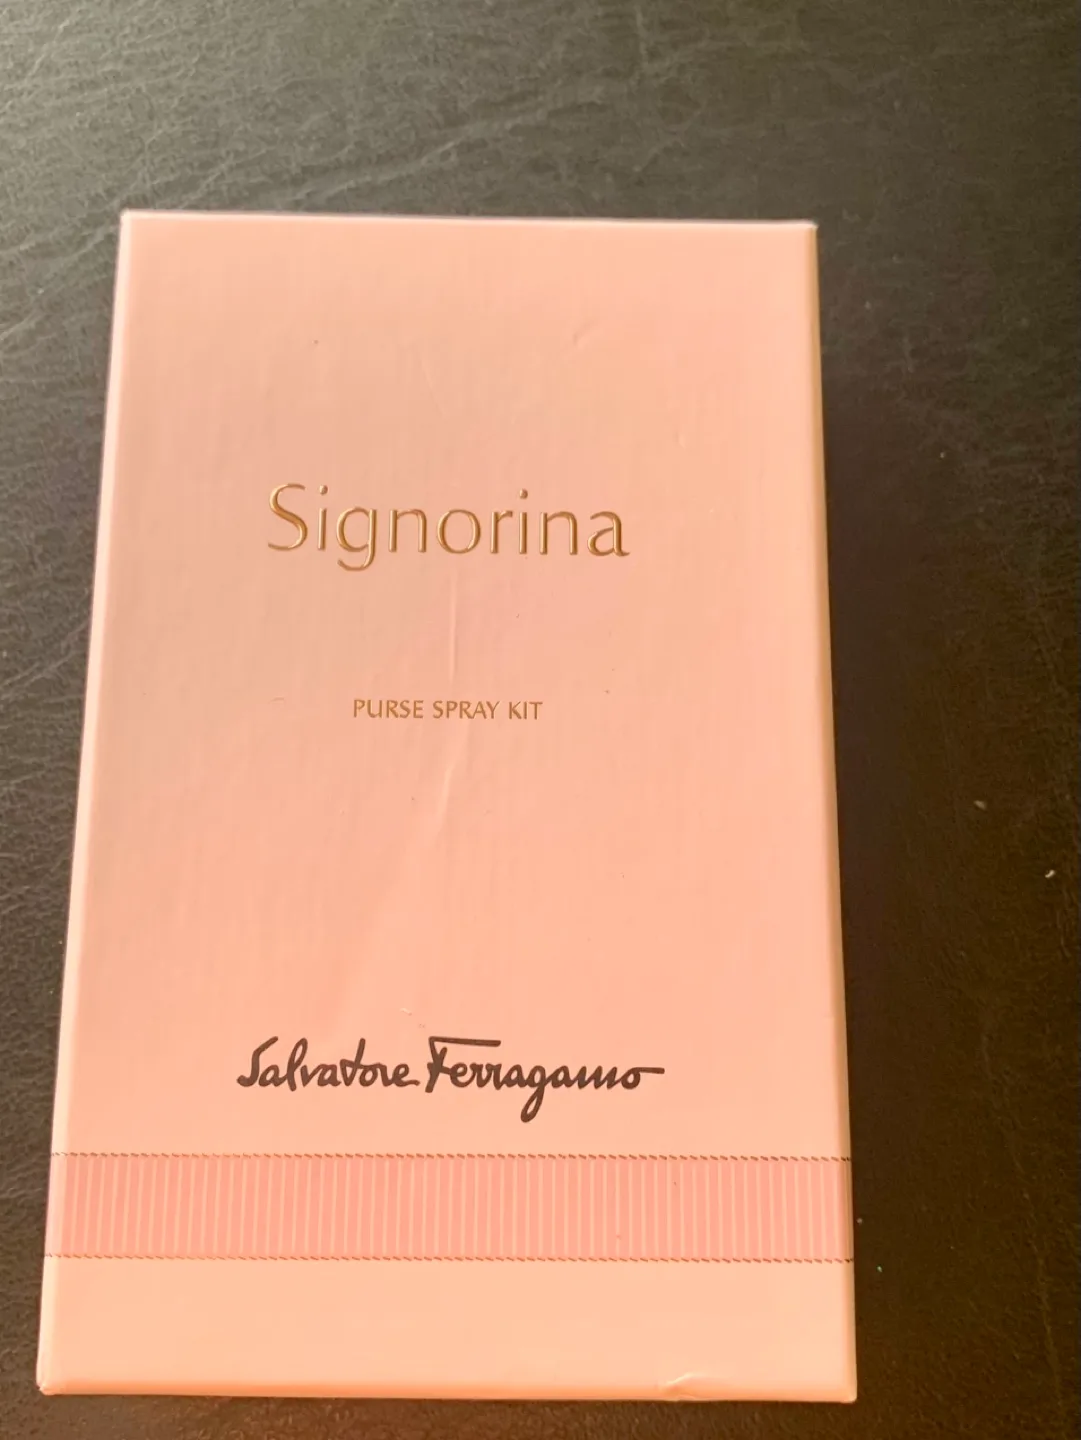 Signorina
PURSE SPRAY KIT
Salvatore Ferragamo